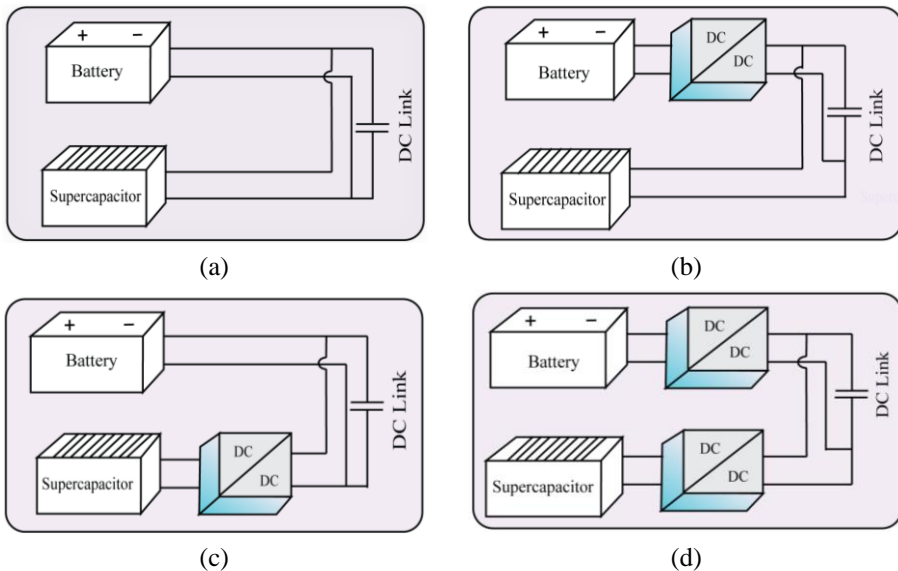 + −
Battery
Supercapacitor
DC Link
(a)
+ −
Battery
DC
DC
Supercapacitor
DC Link
(b)
+ −
Battery
Supercapacitor
DC
DC
DC Link
(c)
+ −
Battery
DC
DC
Supercapacitor
DC
DC
DC Link
(d)